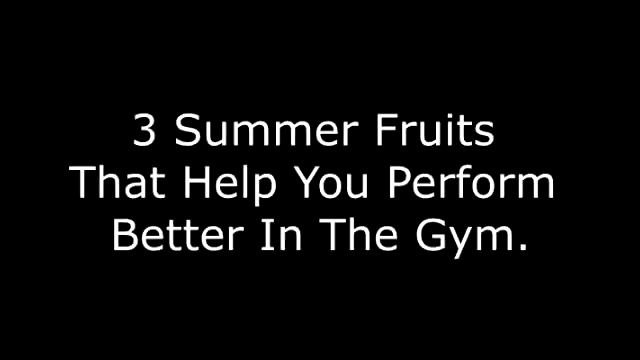 3 Summer Fruits
That Help You Perform
Better In The Gym.